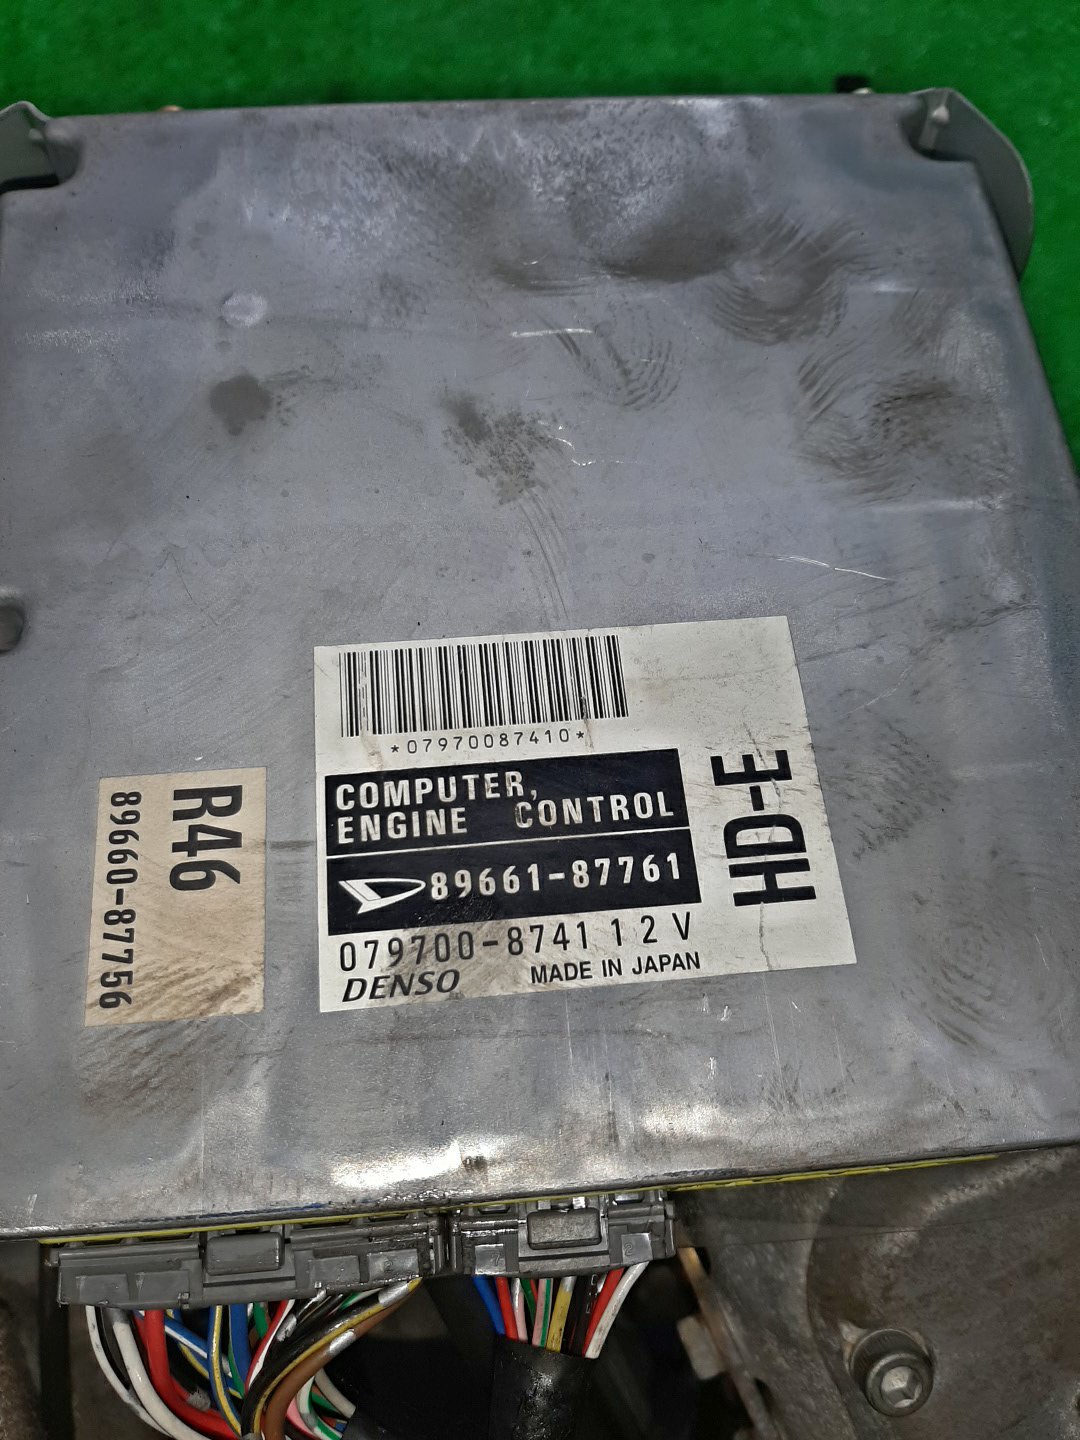 *07970087410*
COMPUTER,
ENGINE CONTROL
89661-87761
079700-8741 12V
DENSO MADE IN JAPAN
HD-E
R46
89660-87756